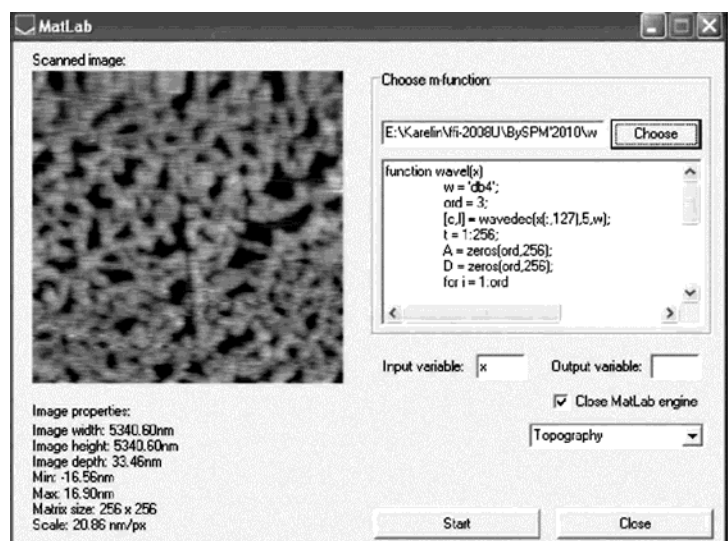 MatLab
Scanned image:
Choose m-function:
E:\Karelin\ffi-2008U\BySPM'2010\w
Choose
function wavel(x)
w = 'db4';
ord = 3;
[c,l] = wavedec(x(:,127),5,w);
t = 1:256;
A = zeros(ord,256);
D = zeros(ord,256);
for i = 1:ord
Input variable: x Output variable:
Close MatLab engine
Topography
Image properties:
Image width: 5340.60nm
Image height: 5340.60nm
Image depth: 33.46nm
Min: -16.56nm
Max: 16.90nm
Matrix size: 256 x 256
Scale: 20.86 nm/px
Start
Close